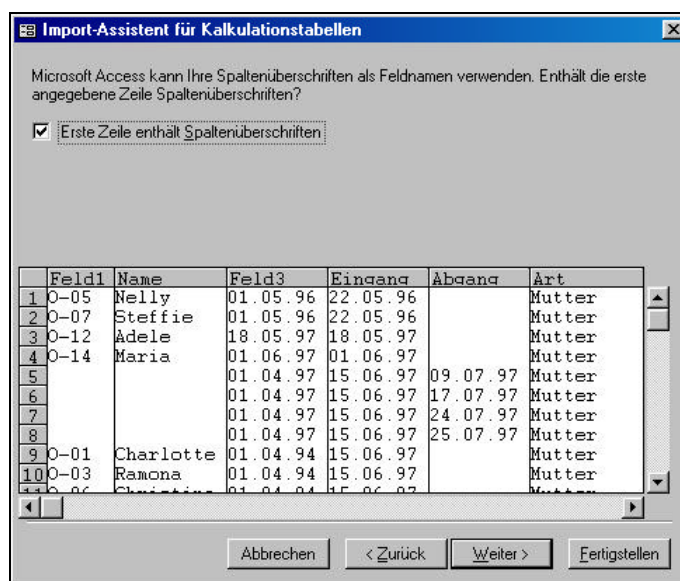 Import-Assistent für Kalkulationstabellen
Microsoft Access kann Ihre Spaltenüberschriften als Feldnamen verwenden. Enthält die erste
angegebene Zeile Spaltenüberschriften?
Erste Zeile enthält Spaltenüberschriften
Feld1 Name Feld3 Eingang Abgang Art
1 O-05 Nelly 01.05.96 22.05.96 Mutter
2 O-07 Steffie 01.05.96 22.05.96 Mutter
3 O-12 Adele 18.05.97 18.05.97 Mutter
4 O-14 Maria 01.06.97 01.06.97 Mutter
5 01.04.97 15.06.97 09.07.97 Mutter
6 01.04.97 15.06.97 17.07.97 Mutter
7 01.04.97 15.06.97 24.07.97 Mutter
8 01.04.97 15.06.97 25.07.97 Mutter
9 O-01 Charlotte 01.04.94 15.06.97 Mutter
10 O-03 Ramona 01.04.94 15.06.97 Mutter
Abbrechen < Zurück Weiter > Fertigstellen